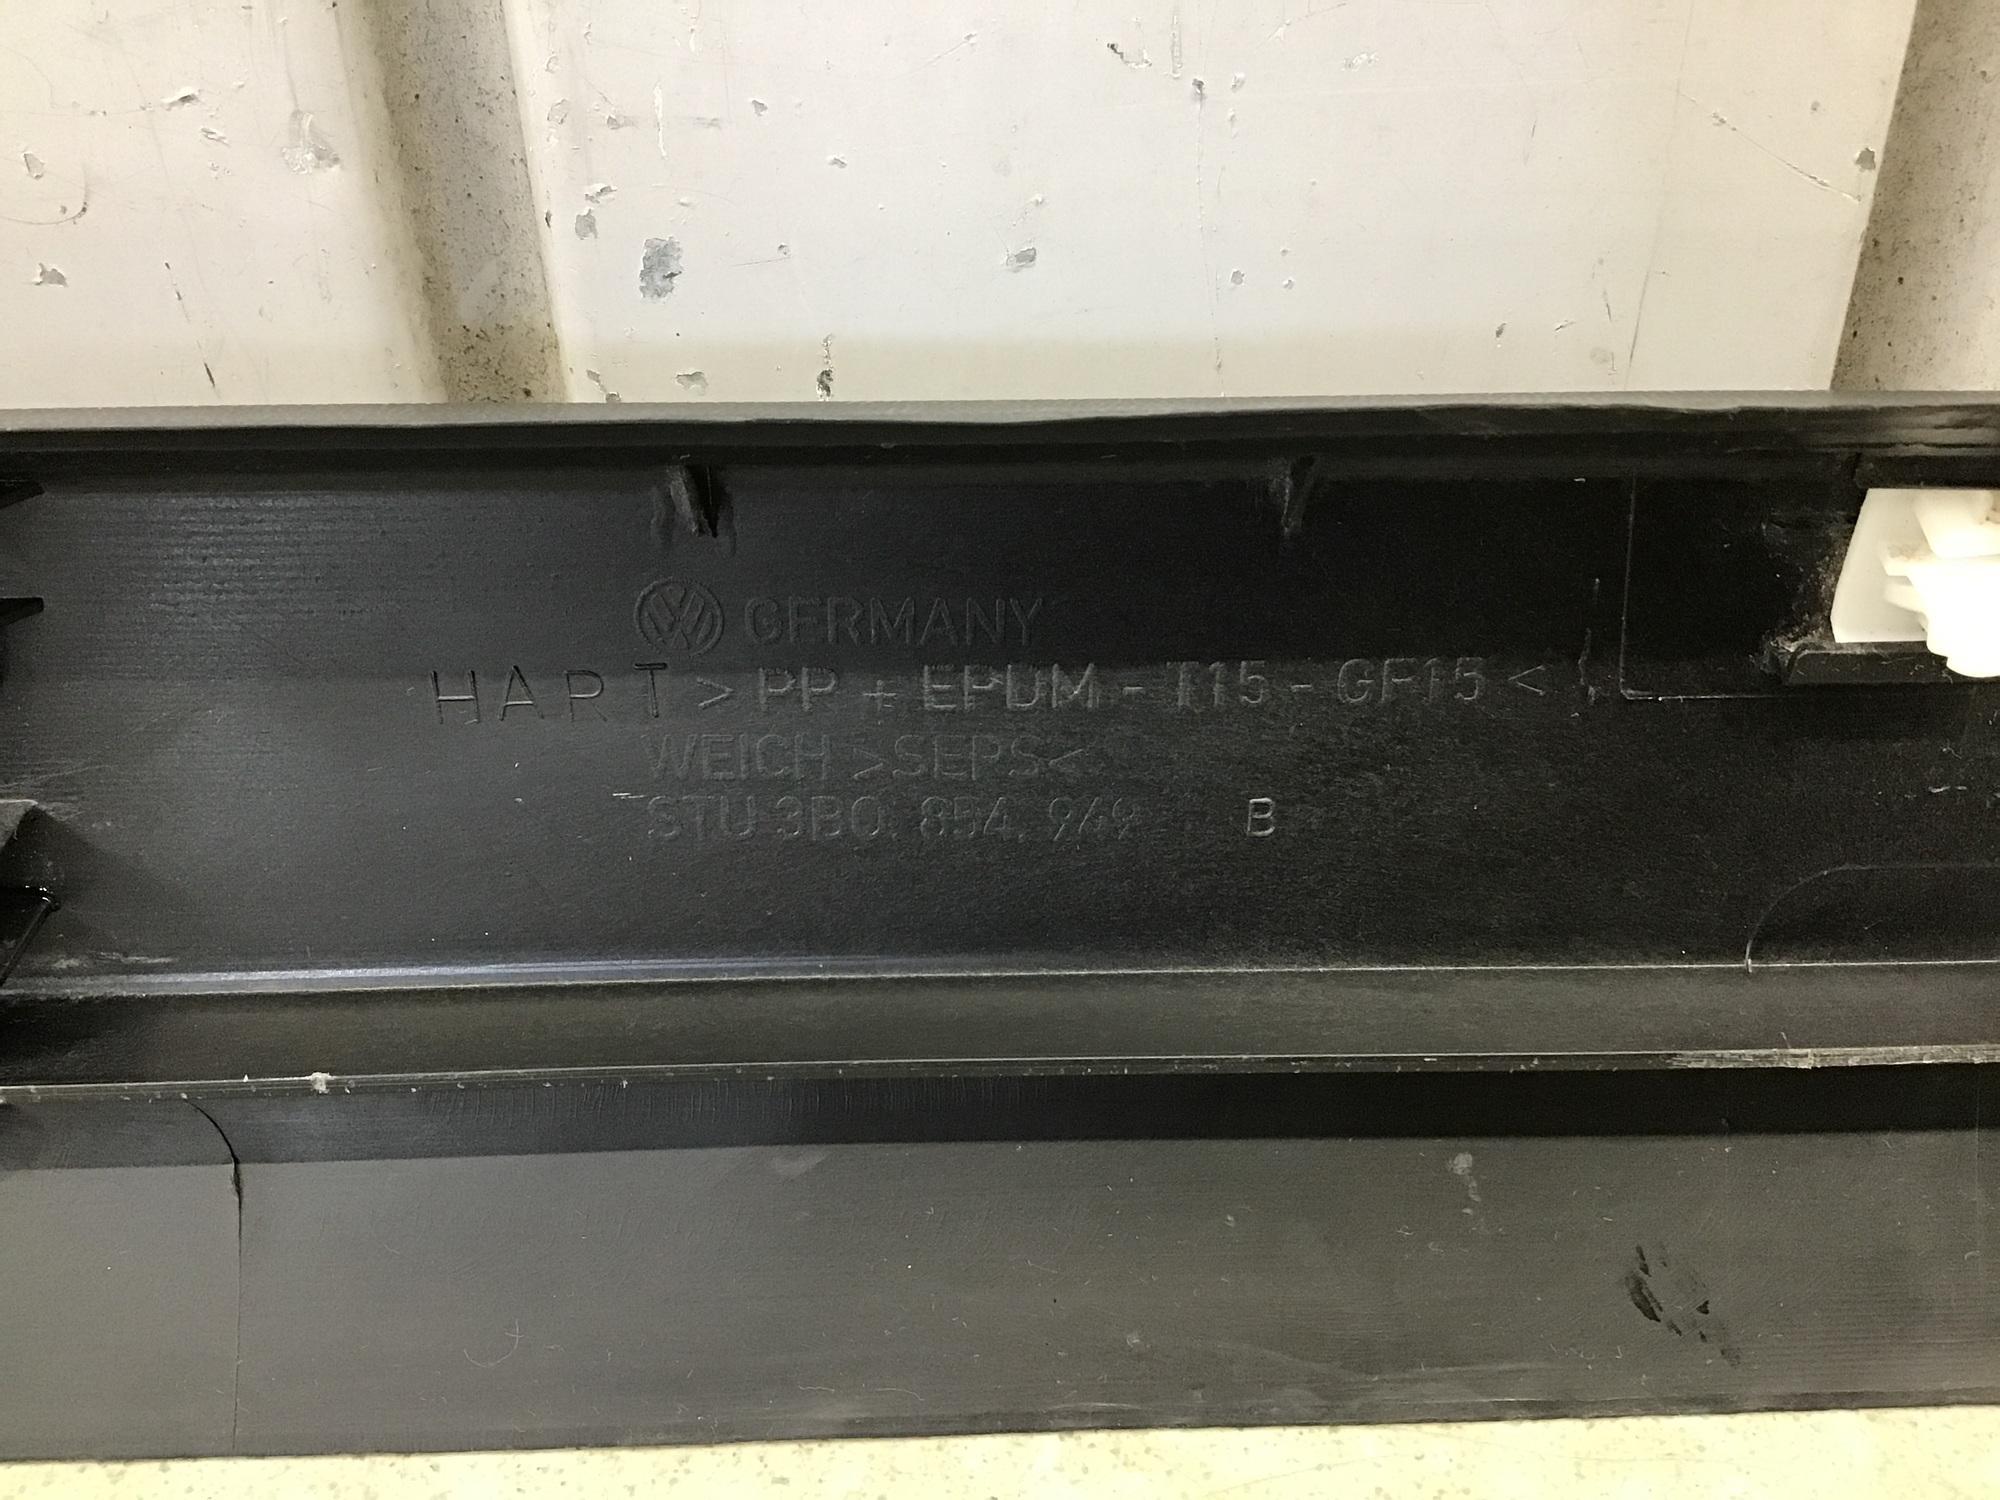 GERMANY
HART >PP + EPDM - T15 - GF15<
WEICH >SEPS<
STU 3B0. 854. 949 B